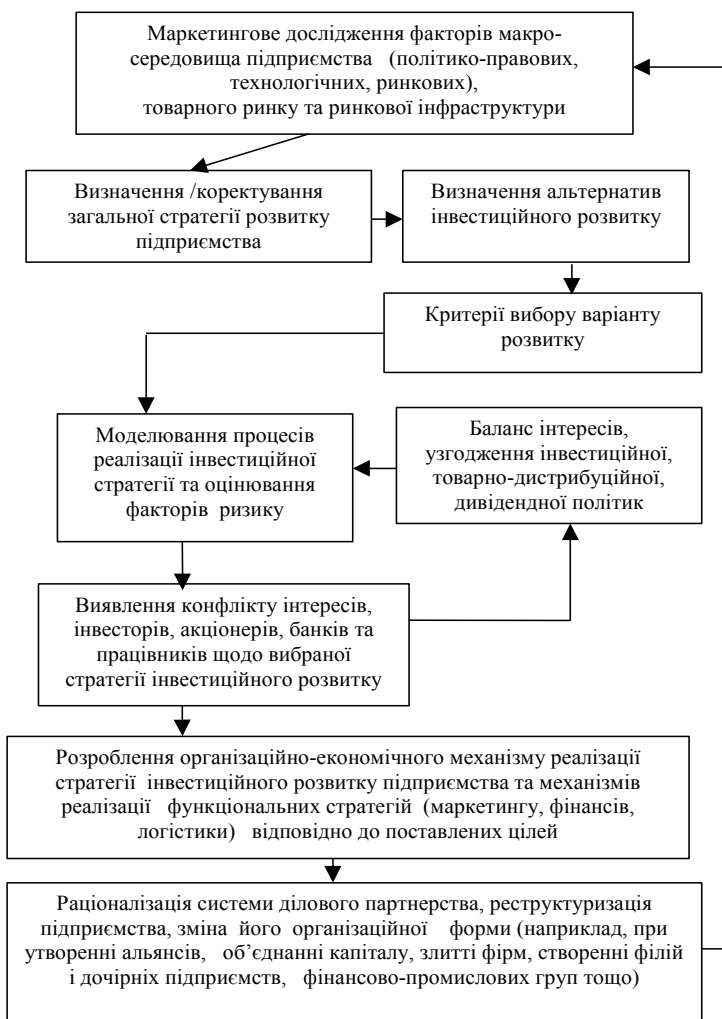 Маркетингове дослідження факторів макро-
середовища підприємства (політико-правових,
технологічних, ринкових),
товарного ринку та ринкової інфраструктури
Визначення /коректування
загальної стратегії розвитку
підприємства
Визначення альтернатив
інвестиційного розвитку
Критерії вибору варіанту
розвитку
Моделювання процесів
реалізації інвестиційної
стратегії та оцінювання
факторів ризику
Баланс інтересів,
узгодження інвестиційної,
товарно-дистрибуційної,
дивідендної політик
Виявлення конфлікту інтересів,
інвесторів, акціонерів, банків та
працівників щодо вибраної
стратегії інвестиційного розвитку
Розроблення організаційно-економічного механізму реалізації
стратегії інвестиційного розвитку підприємства та механізмів
реалізації функціональних стратегій (маркетингу, фінансів,
логістики) відповідно до поставлених цілей
Раціоналізація системи ділового партнерства, реструктуризація
підприємства, зміна його організаційної форми (наприклад, при
утворенні альянсів, об’єднанні капіталу, злитті фірм, створенні філій
і дочірніх підприємств, фінансово-промислових груп тощо)